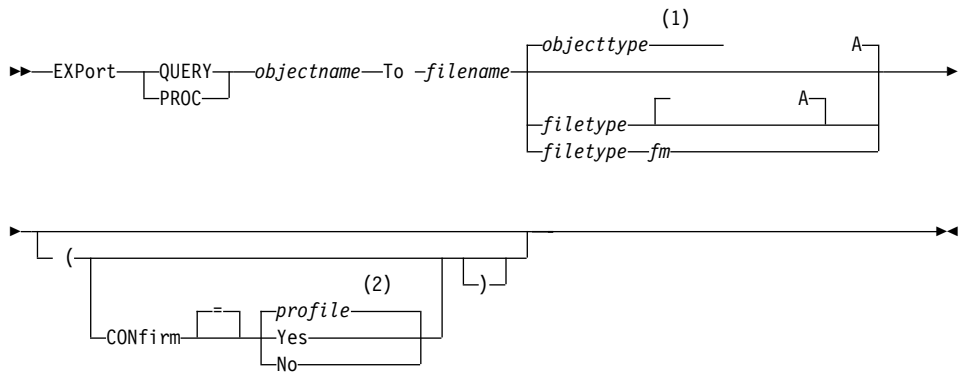 (1)
objecttype A
EXPort QUERY objectname To filename
PROC
A
filetype
filetype fm
(
)
(2)
= profile
CONfirm Yes
No